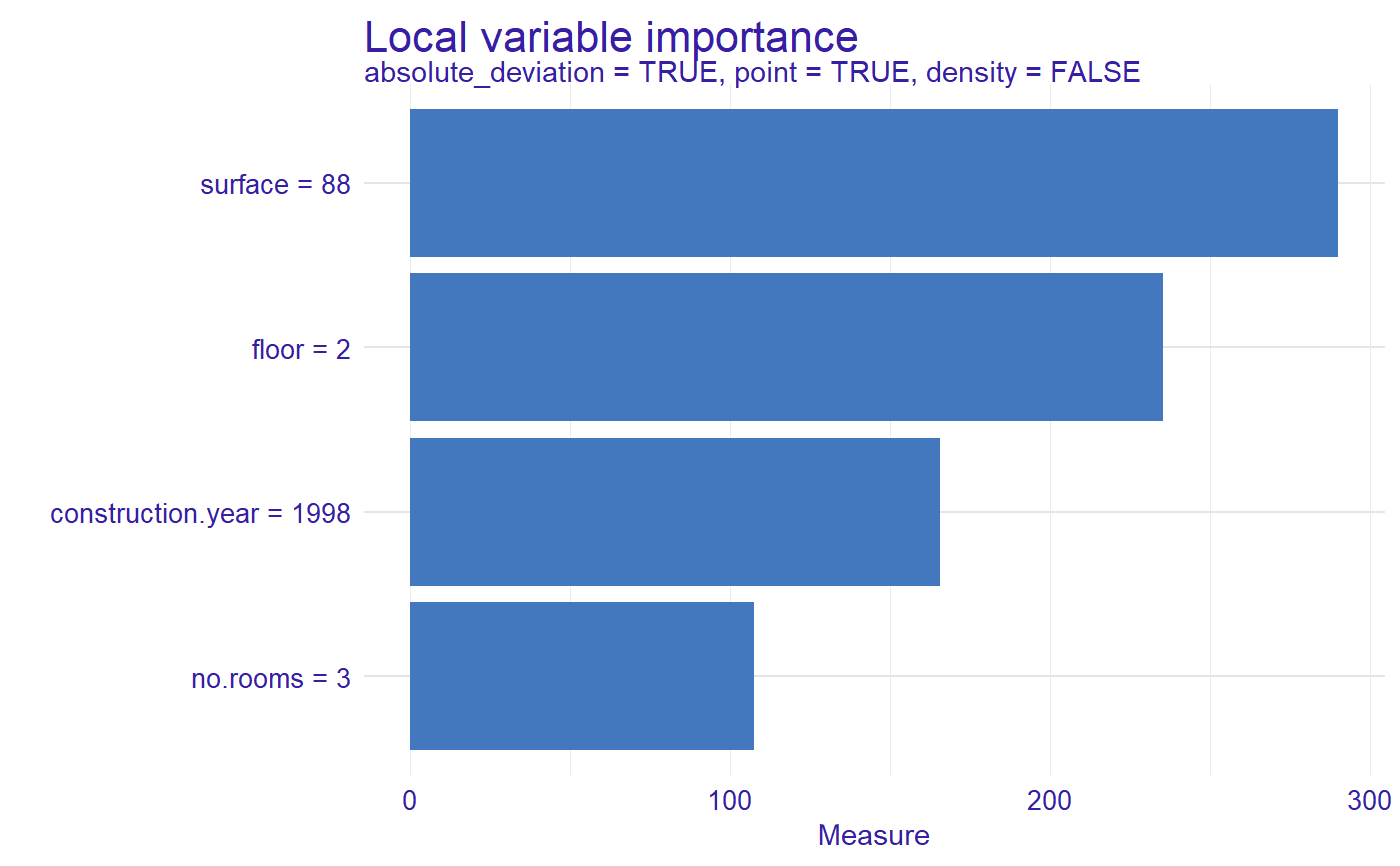 Local variable importance
absolute_deviation = TRUE, point = TRUE, density = FALSE
surface = 88
floor = 2
construction.year = 1998
no.rooms = 3
0 100 200 300
Measure